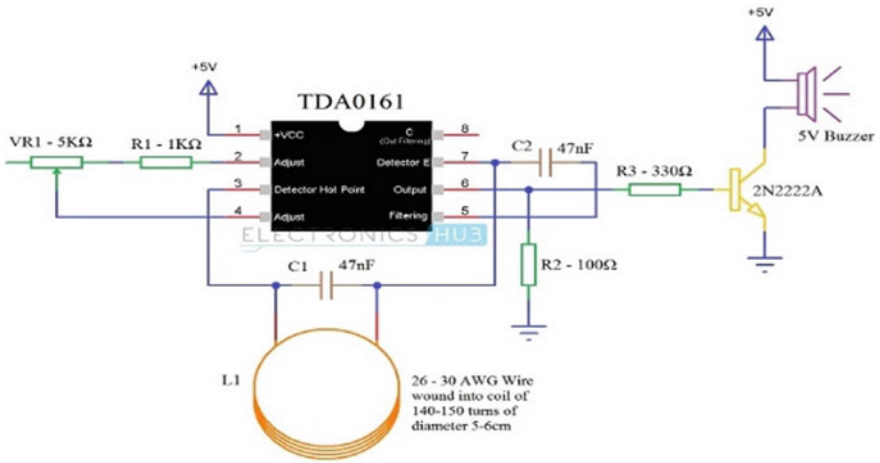 +5V
+5V
TDA0161
VR1 - 5KΩ
R1 - 1KΩ
1
+VCC
C
(Out Filtering)
8
2
Adjust
Detector E
7
3
Detector Hot Point
Output
6
4
Adjust
Filtering
5
C2
47nF
5V Buzzer
R3 - 330Ω
2N2222A
ELECTRONICS HU3
C1
47nF
R2 - 100Ω
L1
26 - 30 AWG Wire
wound into coil of
140-150 turns of
diameter 5-6cm